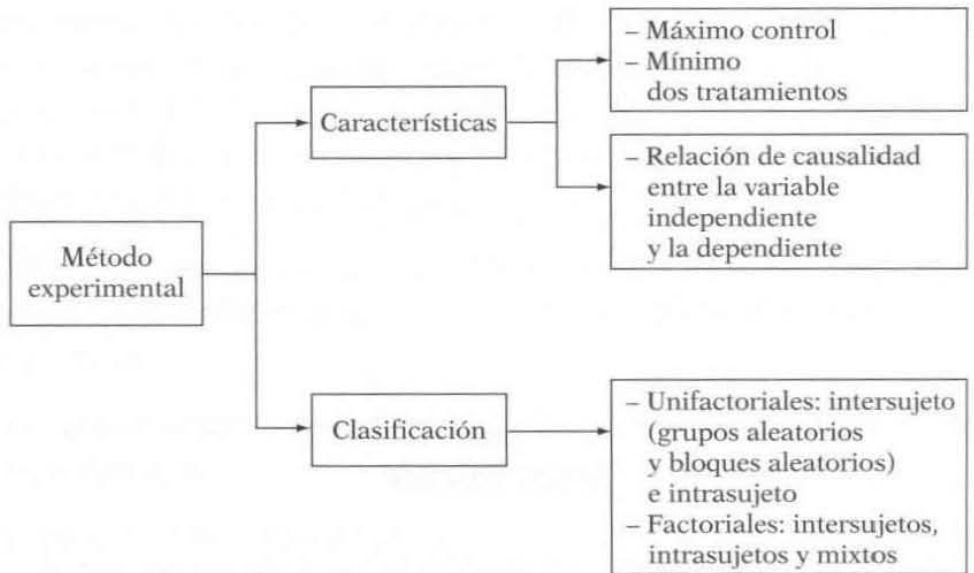 – Máximo control
– Mínimo
dos tratamientos
Características
– Relación de causalidad
entre la variable
independiente
y la dependiente
Método
experimental
Clasificación
– Unifactoriales: intersujeto
(grupos aleatorios
y bloques aleatorios)
e intrasujeto
– Factoriales: intersujetos,
intrasujetos y mixtos